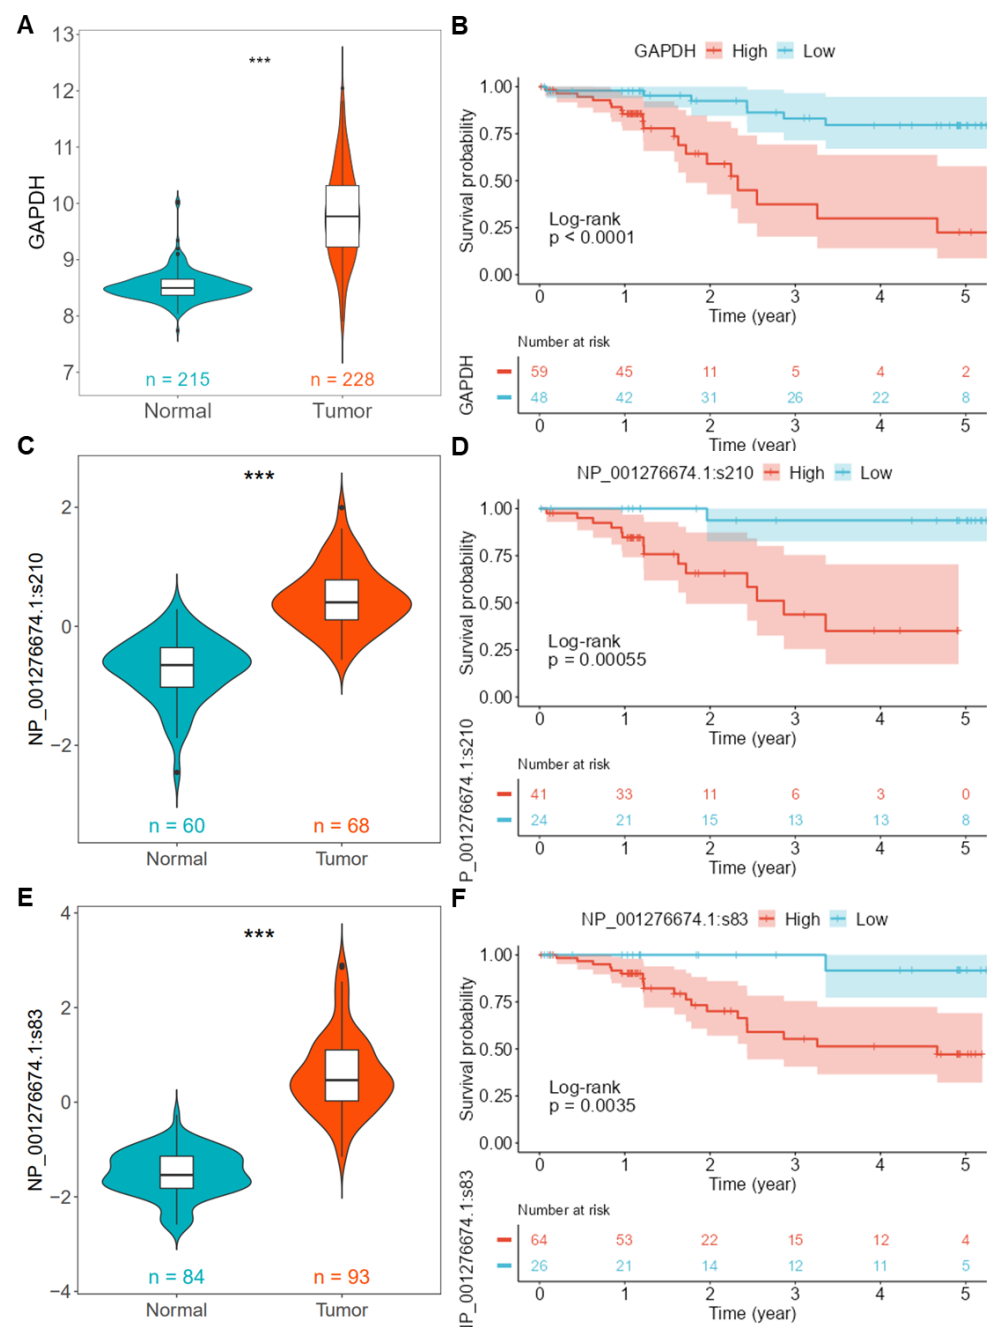 A
13
12
11
10
9
8
7
GAPDH
***
n = 215
n = 228
Normal
Tumor
B
GAPDH High Low
1.00
0.75
0.50
0.25
0.00
Survival probability
Log-rank
p < 0.0001
0 1 2 3 4 5
Time (year)
Number at risk
GAPDH
59 45 11 5 4 2
48 42 31 26 22 8
0 1 2 3 4 5
Time (year)
C
2
0
−2
NP_001276674.1:s210
***
n = 60
n = 68
Normal
Tumor
D
NP_001276674.1:s210 High Low
1.00
0.75
0.50
0.25
0.00
Survival probability
Log-rank
p = 0.00055
0 1 2 3 4 5
Time (year)
Number at risk
P_001276674.1:s210
41 33 11 6 3 0
24 21 15 13 13 8
0 1 2 3 4 5
Time (year)
E
4
2
0
−2
−4
NP_001276674.1:s83
***
n = 84
n = 93
Normal
Tumor
F
NP_001276674.1:s83 High Low
1.00
0.75
0.50
0.25
0.00
Survival probability
Log-rank
p = 0.0035
0 1 2 3 4 5
Time (year)
Number at risk
NP_001276674.1:s83
64 53 22 15 12 4
26 21 14 12 11 5
0 1 2 3 4 5
Time (year)